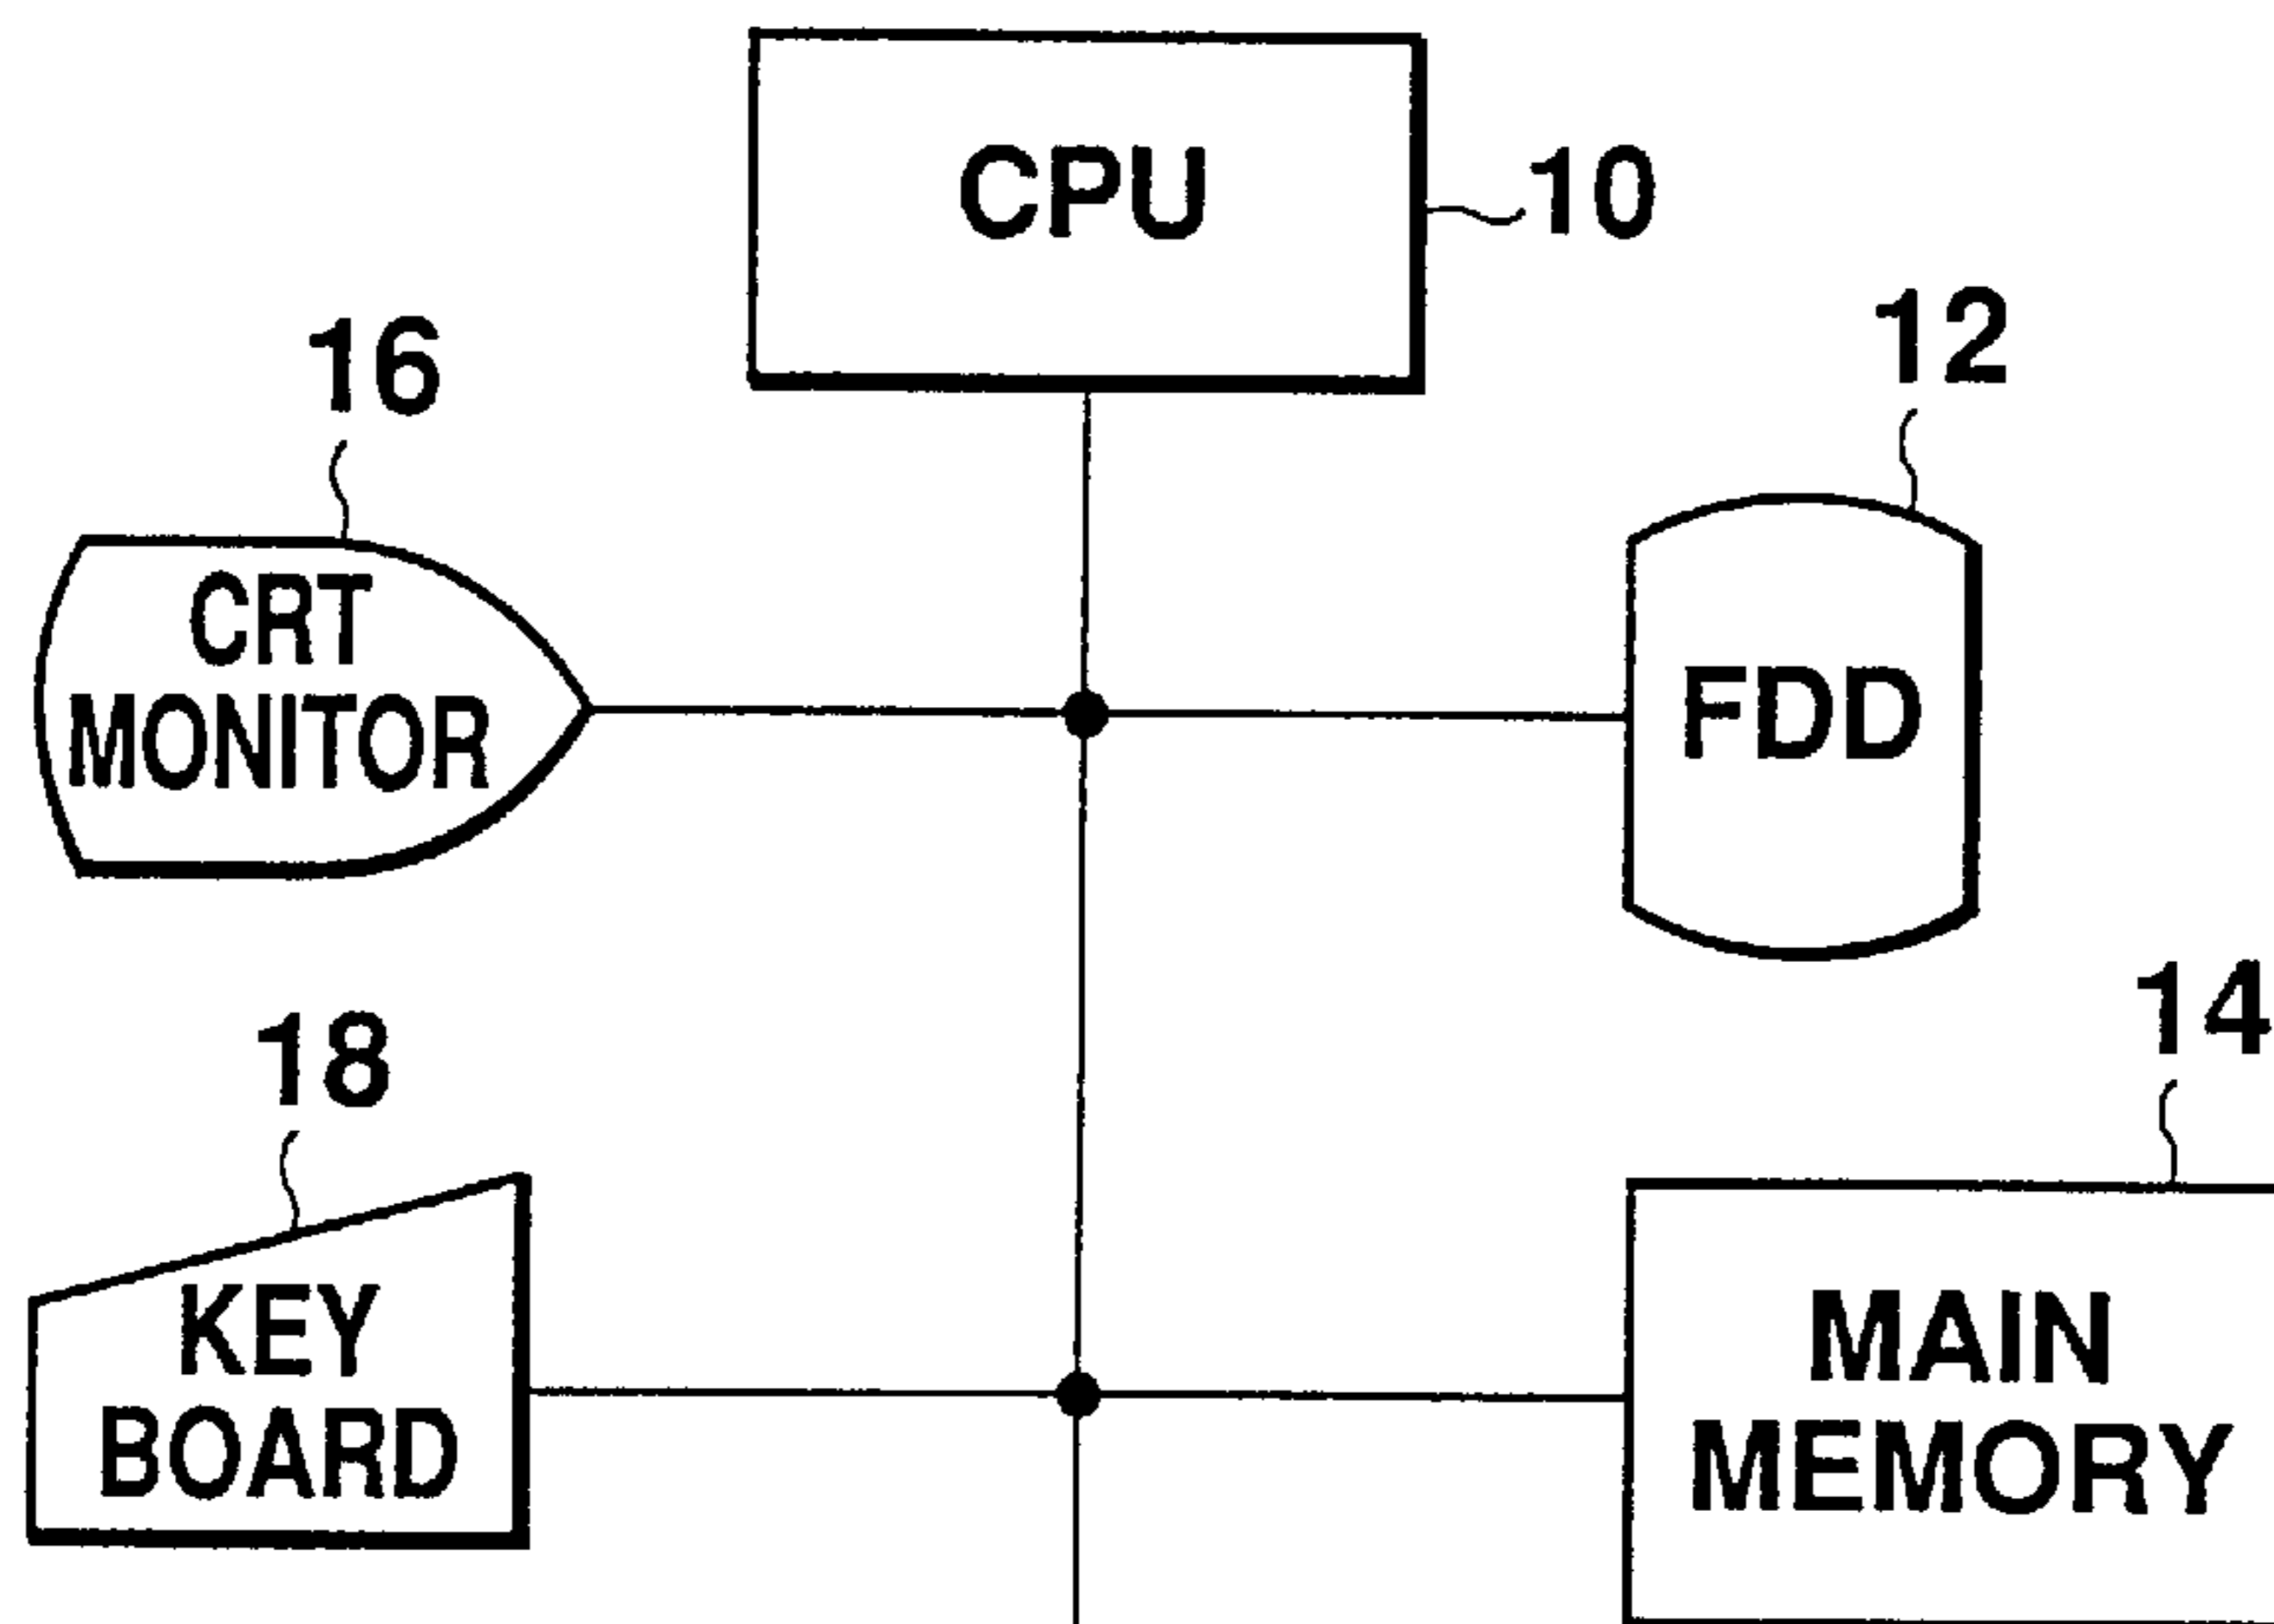 CPU
10
16
12
CRT
MONITOR
FDD
14
18
KEY
BOARD
MAIN
MEMORY